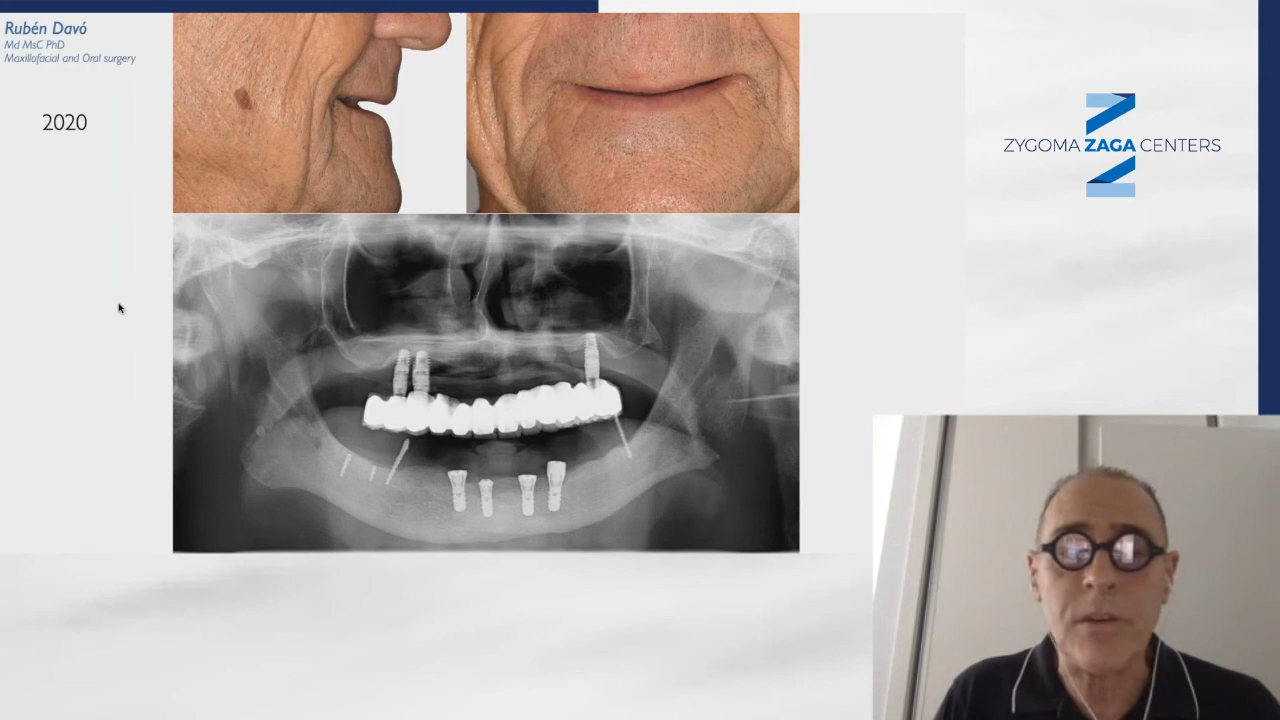 Rubén Davó
Md MsC PhD
Maxillofacial and Oral surgery
2020
ZYGOMA ZAGA CENTERS